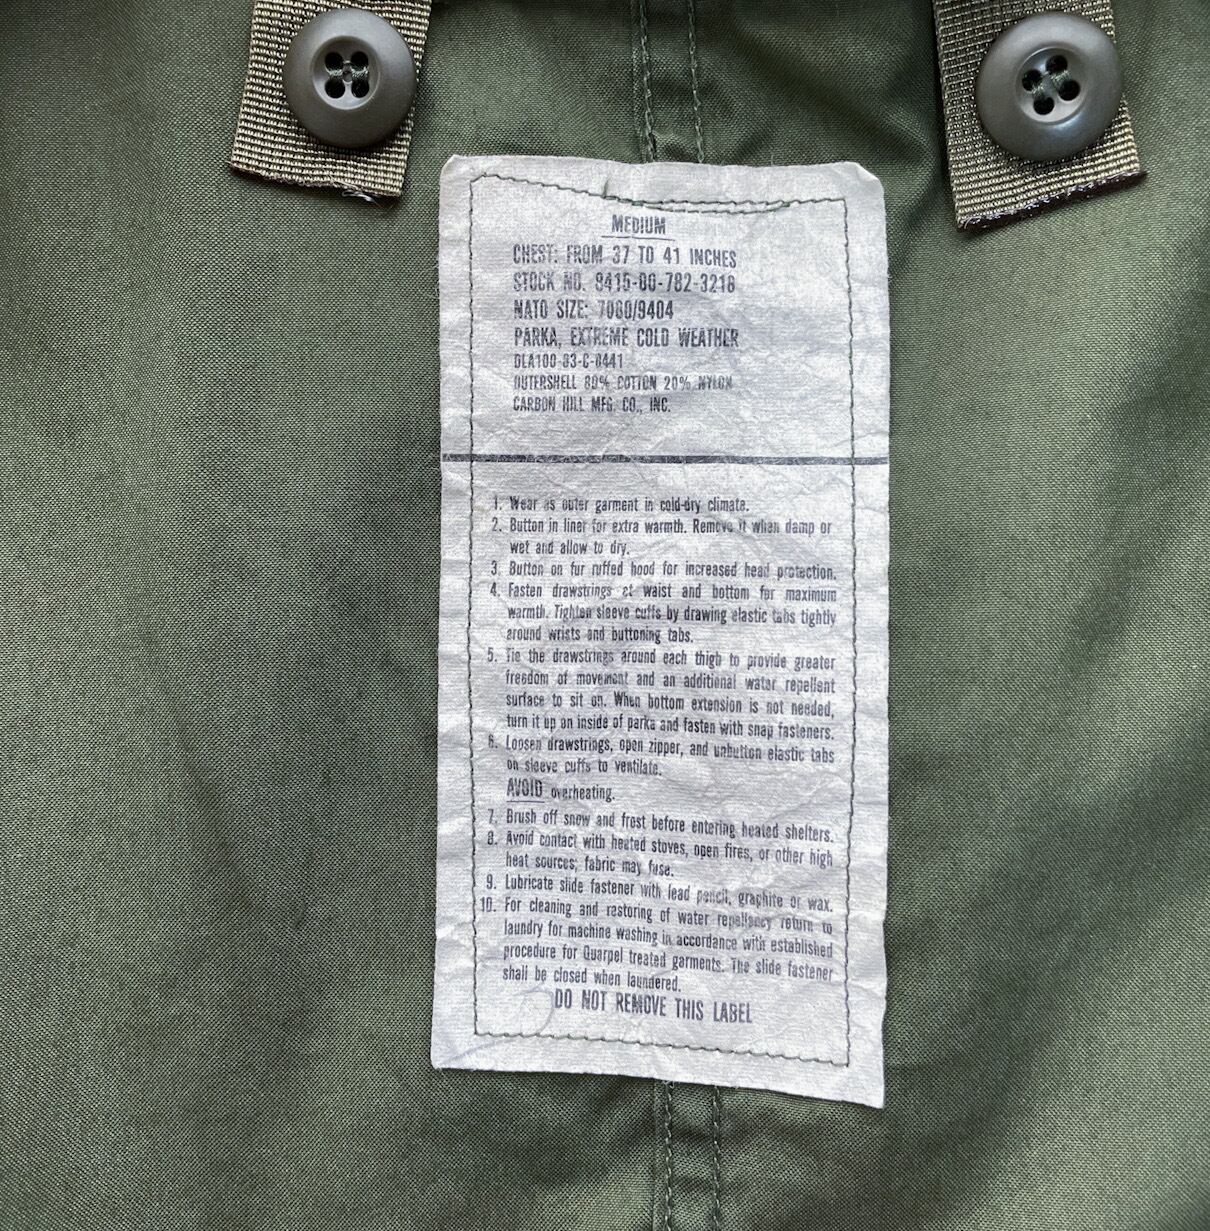 MEDIUM
CHEST: FROM 37 TO 41 INCHES
STOCK NO. 8415-00-782-3218
NATO SIZE: 7080/9404
PARKA, EXTREME COLD WEATHER
DLA100-83-C-0441
OUTERSHELL 80% COTTON 20% NYLON
CARBON HILL MFG. CO., INC.
1. Wear as outer garment in cold-dry climate.
2. Button in liner for extra warmth. Remove it when damp or
wet and allow to dry.
3. Button on fur ruffed hood for increased head protection.
4. Fasten drawstrings at waist and bottom for maximum
warmth. Tighten sleeve cuffs by drawing elastic tabs tightly
around wrists and buttoning tabs.
5. Tie the drawstrings around each thigh to provide greater
freedom of movement and an additional water repellent
surface to sit on. When bottom extension is not needed,
turn it up on inside of parka and fasten with snap fasteners.
6. Loosen drawstrings, open zipper, and unbutton elastic tabs
on sleeve cuffs to ventilate.
AVOID overheating.
7. Brush off snow and frost before entering heated shelters.
8. Avoid contact with heated stoves, open fires, or other high
heat sources; fabric may fuse.
9. Lubricate slide fastener with lead pencil, graphite or wax.
10. For cleaning and restoring of water repellency return to
laundry for machine washing in accordance with established
procedure for Quarpel treated garments. The slide fastener
shall be closed when laundered.
DO NOT REMOVE THIS LABEL